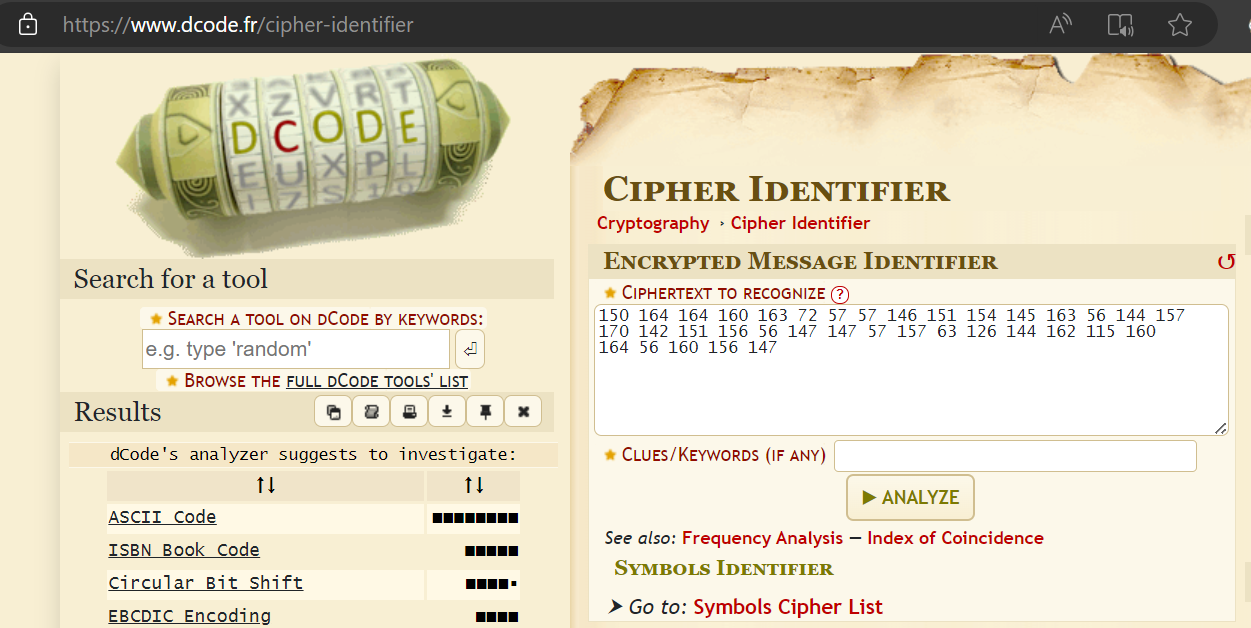 https://www.dcode.fr/cipher-identifier
X Z V R T
D C O D E
E U X P L
Search for a tool
★ SEARCH A TOOL ON DCODE BY KEYWORDS:
e.g. type 'random'
★ BROWSE THE FULL DCODE TOOLS' LIST
Results
dCode's analyzer suggests to investigate:
↑↓ ↑↓
ASCII Code ■■■■■■■■
ISBN Book Code ■■■■■
Circular Bit Shift ■■■■▪
EBCDIC Encoding ■■■■
CIPHER IDENTIFIER
Cryptography › Cipher Identifier
ENCRYPTED MESSAGE IDENTIFIER
★ CIPHERTEXT TO RECOGNIZE ?
150 164 164 160 163 72 57 57 146 151 154 145 163 56 144 157
170 142 151 156 56 147 147 57 157 63 126 144 162 115 160
164 56 160 156 147
★ CLUES/KEYWORDS (IF ANY)
► ANALYZE
See also: Frequency Analysis — Index of Coincidence
SYMBOLS IDENTIFIER
➤ Go to: Symbols Cipher List